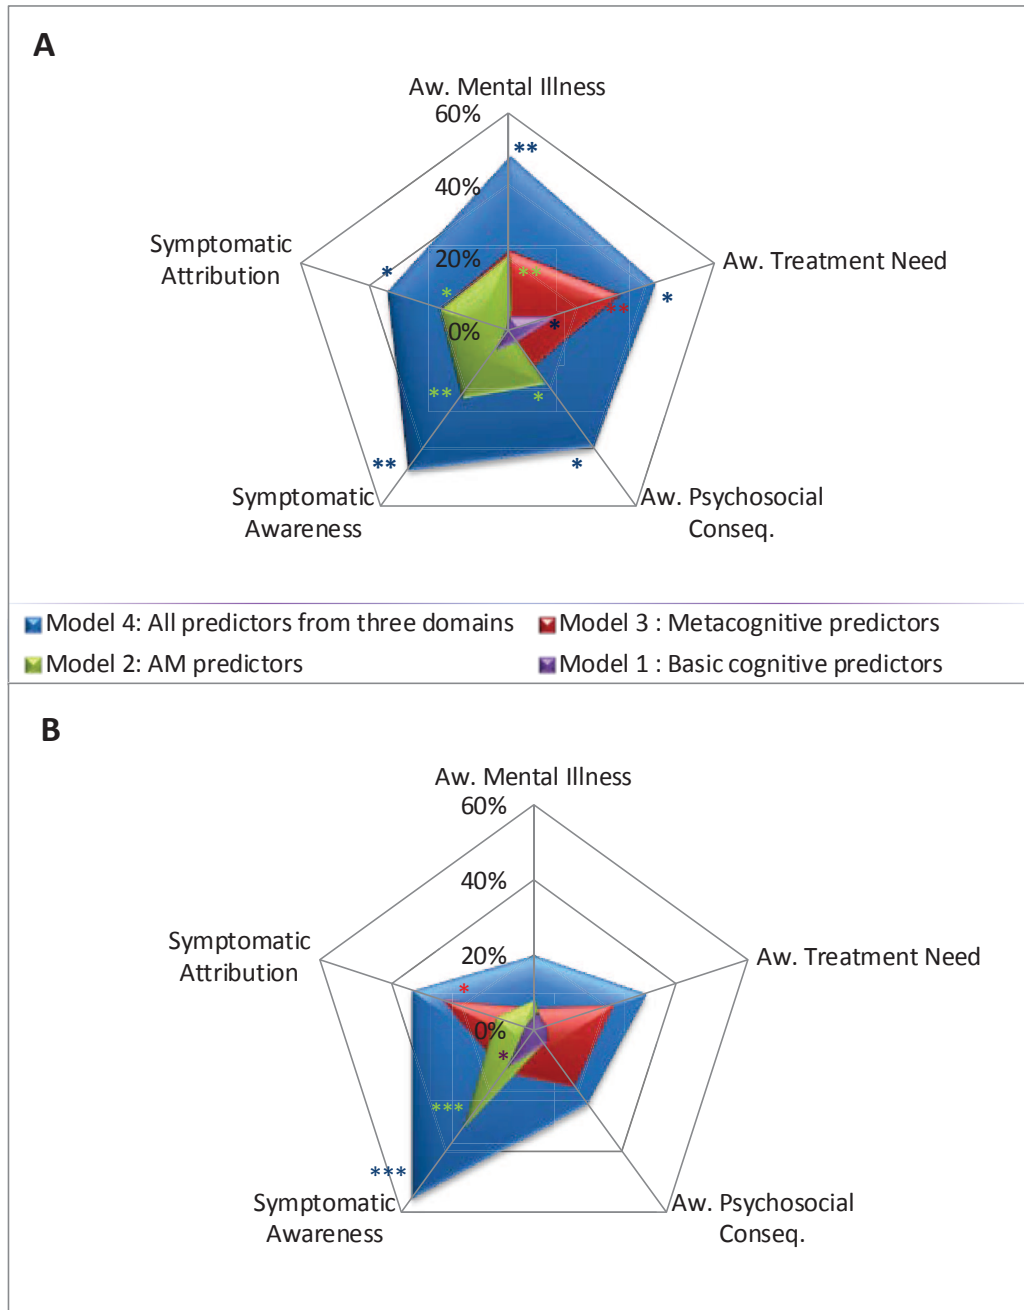 A
Aw. Mental Illness
60%
**
40%
Symptomatic
Attribution
20%
**
Aw. Treatment Need
*
*
*
**
*
0%
**
*
**
*
Symptomatic
Awareness
Aw. Psychosocial
Conseq.
Model 4: All predictors from three domains
Model 3 : Metacognitive predictors
Model 2: AM predictors
Model 1 : Basic cognitive predictors
B
Aw. Mental Illness
60%
40%
Symptomatic
Attribution
20%
Aw. Treatment Need
*
0%
*
***
***
Symptomatic
Awareness
Aw. Psychosocial
Conseq.